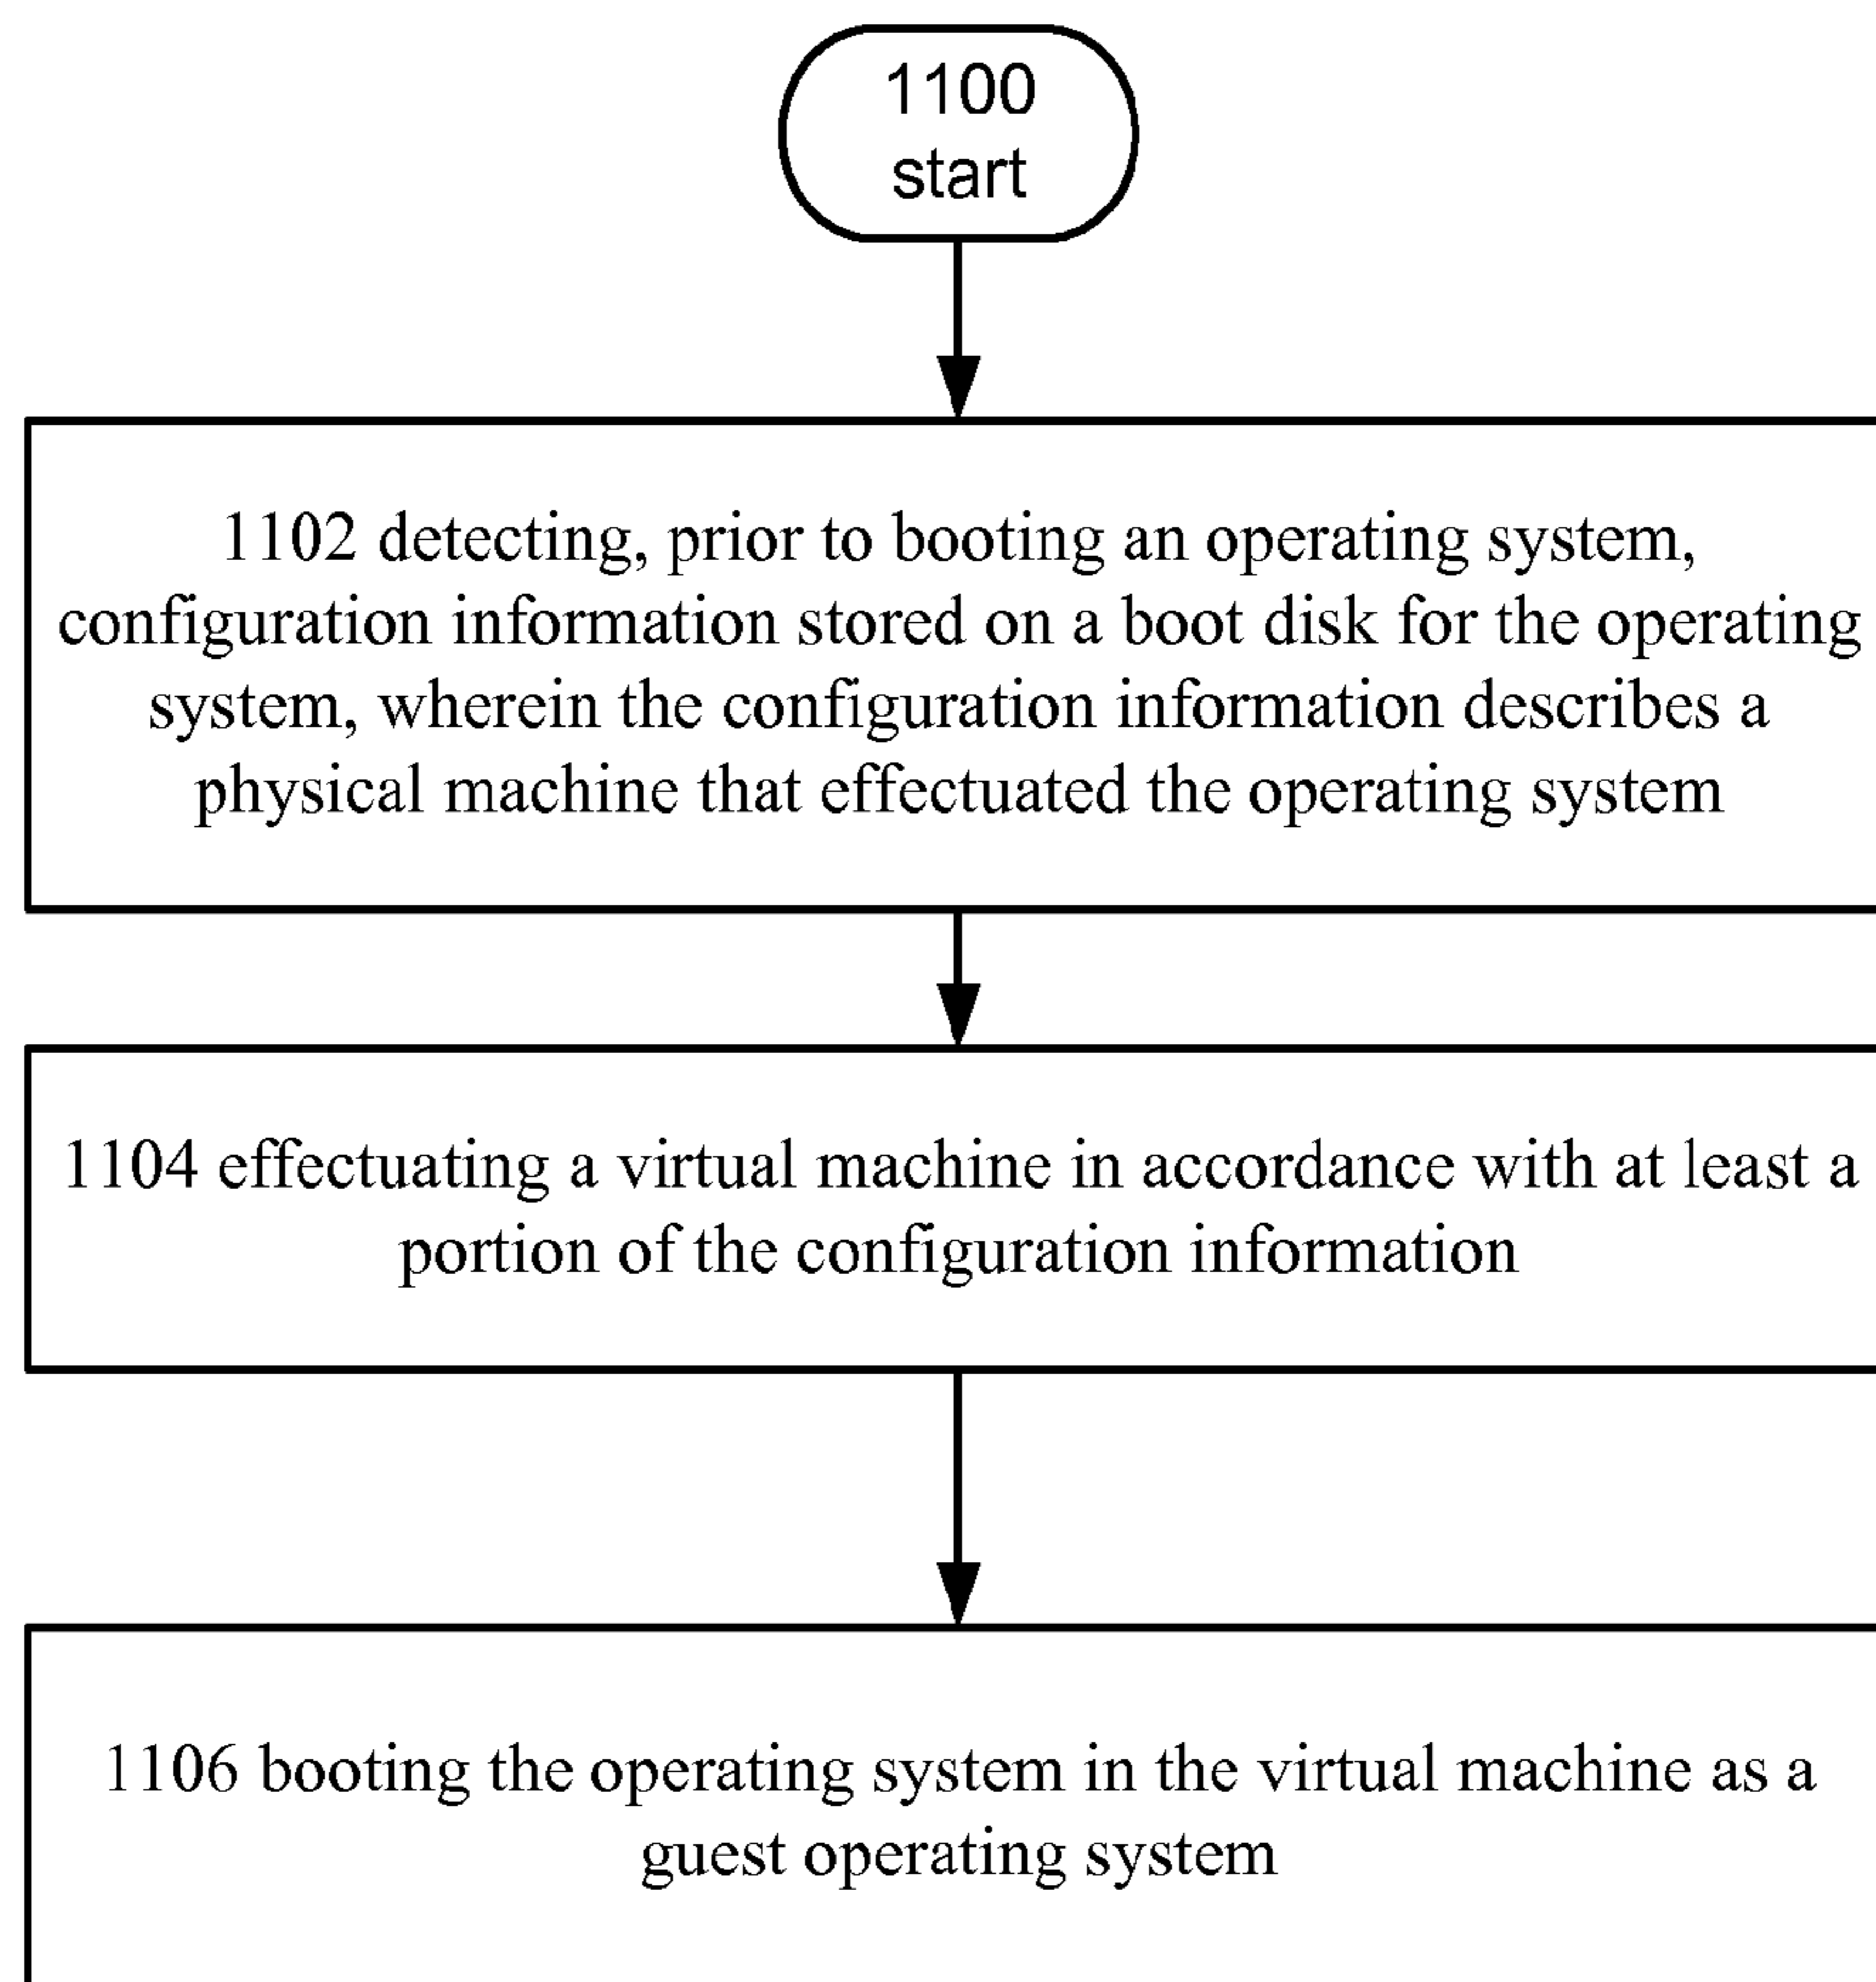 1100
start
1102 detecting, prior to booting an operating system,
configuration information stored on a boot disk for the operating
system, wherein the configuration information describes a
physical machine that effectuated the operating system
1104 effectuating a virtual machine in accordance with at least a
portion of the configuration information
1106 booting the operating system in the virtual machine as a
guest operating system